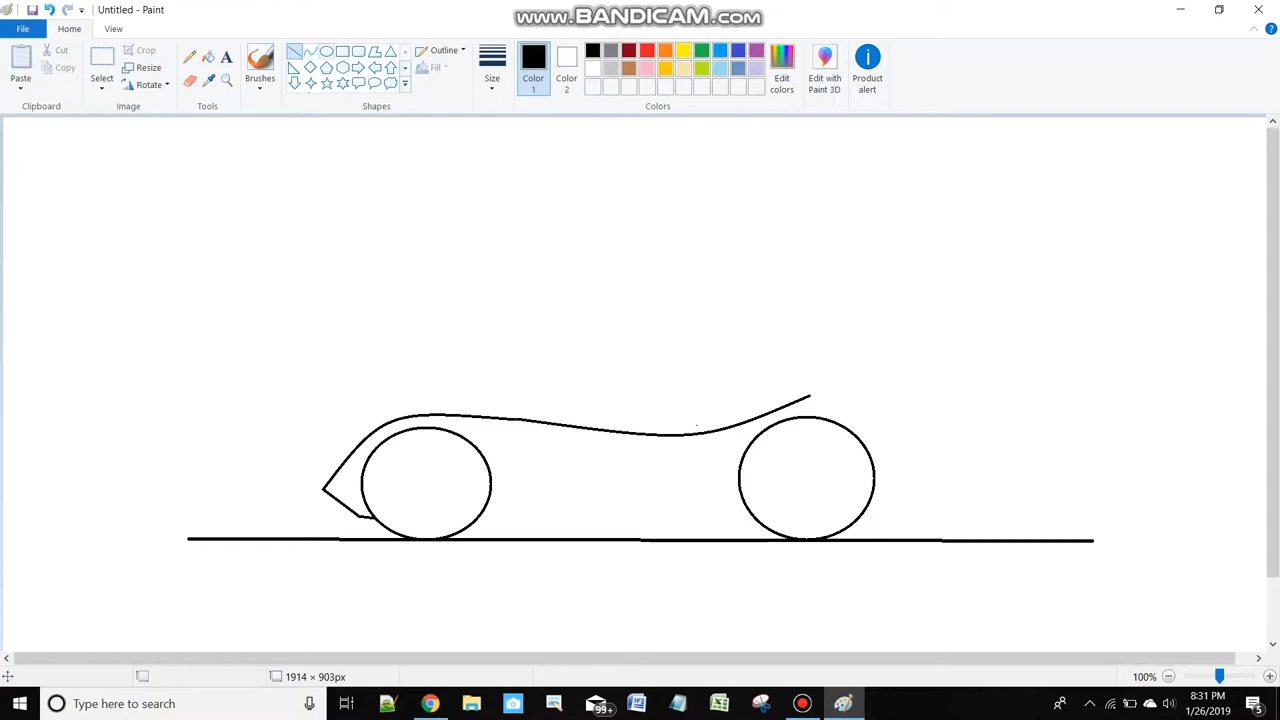 Untitled - Paint
www.BANDICAM.com
File
Home
View
Paste
Cut
Copy
Clipboard
Select
Crop
Resize
Rotate
Image
Tools
Brushes
Shapes
Outline
Fill
Size
Color 1
Color 2
Colors
Edit colors
Edit with Paint 3D
Product alert
1914 × 903px
100%
Type here to search
99+
8:31 PM
1/26/2019
5